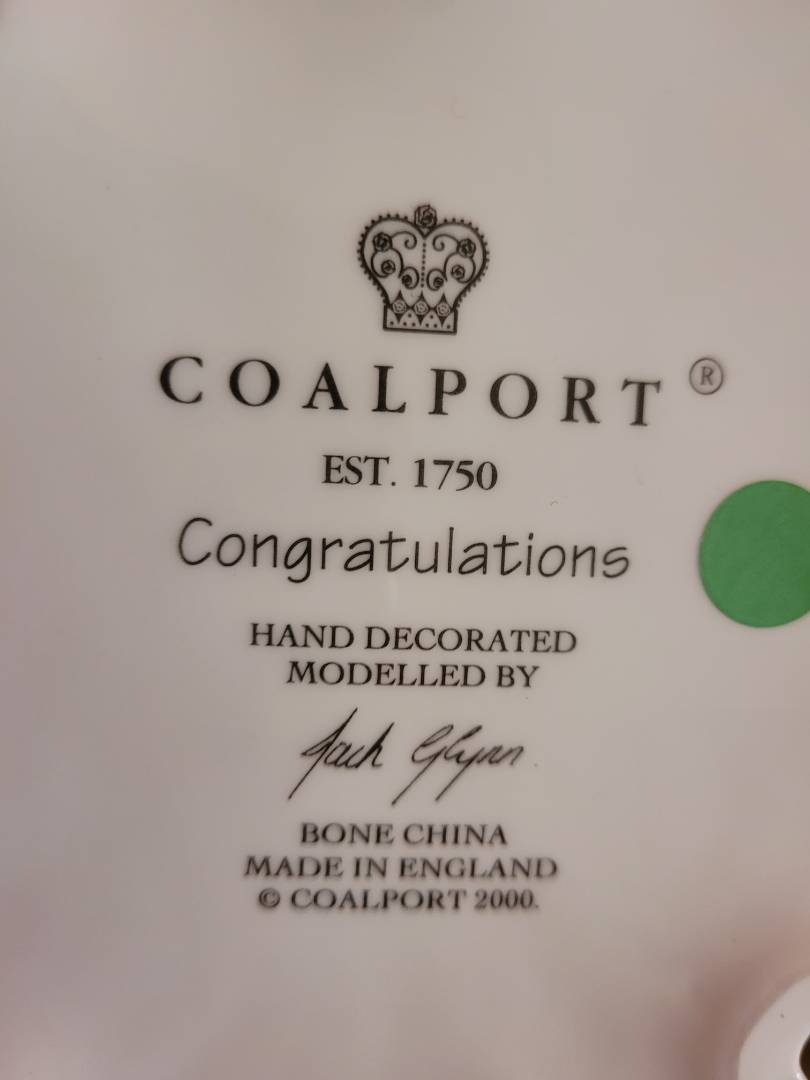 COALPORT ®
EST. 1750
Congratulations
HAND DECORATED
MODELLED BY
Jack Glynn
BONE CHINA
MADE IN ENGLAND
© COALPORT 2000.